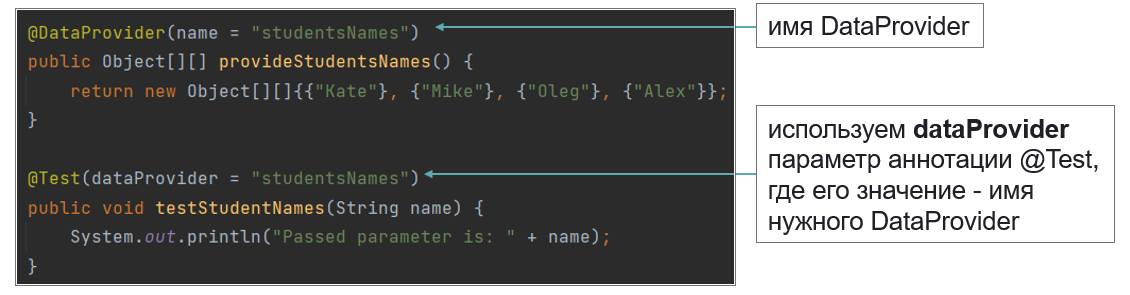 @DataProvider(name = "studentsNames")
public Object[][] provideStudentsNames() {
    return new Object[][]{{"Kate"}, {"Mike"}, {"Oleg"}, {"Alex"}};
}
@Test(dataProvider = "studentsNames")
public void testStudentNames(String name) {
    System.out.println("Passed parameter is: " + name);
}
имя DataProvider
используем dataProvider
параметр аннотации @Test,
где его значение - имя
нужного DataProvider